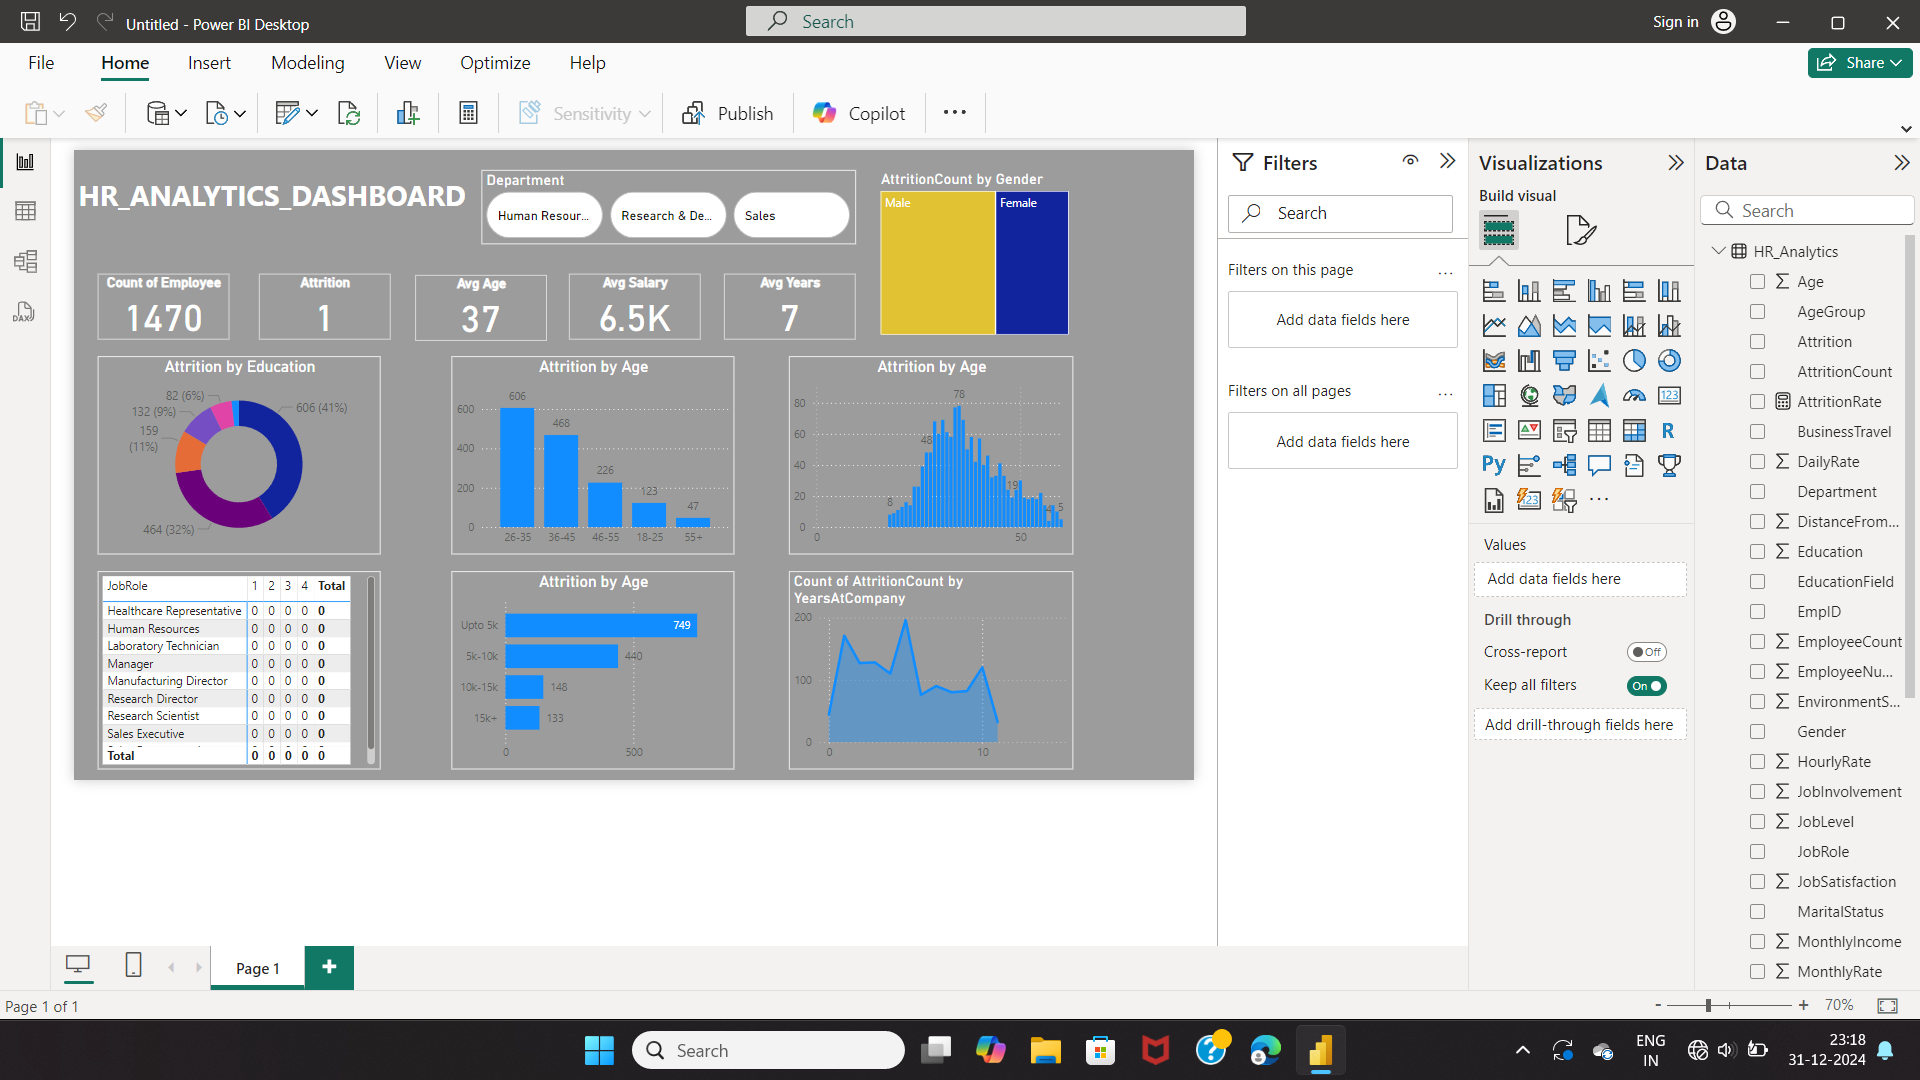 Untitled - Power BI Desktop
Search
Sign in
File Home Insert Modeling View Optimize Help
Share
Sensitivity Publish Copilot
HR_ANALYTICS_DASHBOARD
Department
Human Resour... Research & De... Sales
AttritionCount by Gender
Male Female
Count of Employee
1470
Attrition
1
Avg Age
37
Avg Salary
6.5K
Avg Years
7
Attrition by Education
82 (6%)
132 (9%)
159
(11%)
606 (41%)
464 (32%)
Attrition by Age
600
400
200
0
606
468
226
123
47
26-35 36-45 46-55 18-25 55+
Attrition by Age
80
60
40
20
0
8
48
78
19
5
0 50
JobRole 1 2 3 4 Total
Healthcare Representative 0 0 0 0 0
Human Resources 0 0 0 0 0
Laboratory Technician 0 0 0 0 0
Manager 0 0 0 0 0
Manufacturing Director 0 0 0 0 0
Research Director 0 0 0 0 0
Research Scientist 0 0 0 0 0
Sales Executive 0 0 0 0 0
Total 0 0 0 0 0
Attrition by Age
Upto 5k 749
5k-10k 440
10k-15k 148
15k+ 133
0 500
Count of AttritionCount by
YearsAtCompany
200
100
0
0 10
Filters
Search
Filters on this page
...
Add data fields here
Filters on all pages
...
Add data fields here
Visualizations
Build visual
123
R
Py
123
...
Values
Add data fields here
Drill through
Cross-report Off
Keep all filters On
Add drill-through fields here
Data
Search
HR_Analytics
Age
AgeGroup
Attrition
AttritionCount
AttritionRate
BusinessTravel
DailyRate
Department
DistanceFrom...
Education
EducationField
EmpID
EmployeeCount
EmployeeNu...
EnvironmentS...
Gender
HourlyRate
JobInvolvement
JobLevel
JobRole
JobSatisfaction
MaritalStatus
MonthlyIncome
MonthlyRate
DAX
Page 1
+
Page 1 of 1
- + 70%
Search
ENG
IN
23:18
31-12-2024